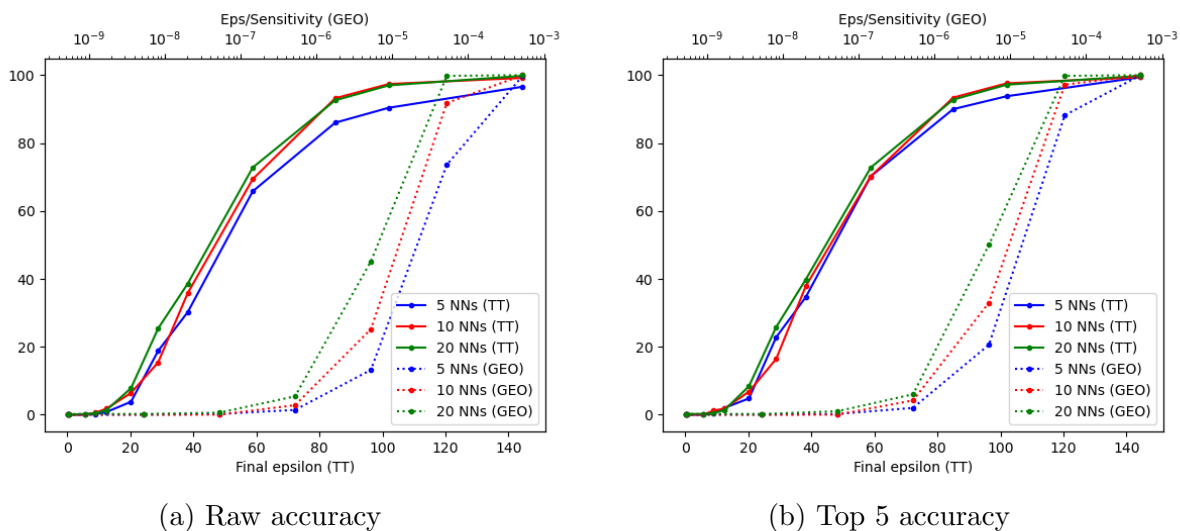 Eps/Sensitivity (GEO)
10⁻⁹ 10⁻⁸ 10⁻⁷ 10⁻⁶ 10⁻⁵ 10⁻⁴ 10⁻³
100
80
60
40
20
0
5 NNs (TT)
10 NNs (TT)
20 NNs (TT)
5 NNs (GEO)
10 NNs (GEO)
20 NNs (GEO)
0 20 40 60 80 100 120 140
Final epsilon (TT)
(a) Raw accuracy
Eps/Sensitivity (GEO)
10⁻⁹ 10⁻⁸ 10⁻⁷ 10⁻⁶ 10⁻⁵ 10⁻⁴ 10⁻³
100
80
60
40
20
0
5 NNs (TT)
10 NNs (TT)
20 NNs (TT)
5 NNs (GEO)
10 NNs (GEO)
20 NNs (GEO)
0 20 40 60 80 100 120 140
Final epsilon (TT)
(b) Top 5 accuracy